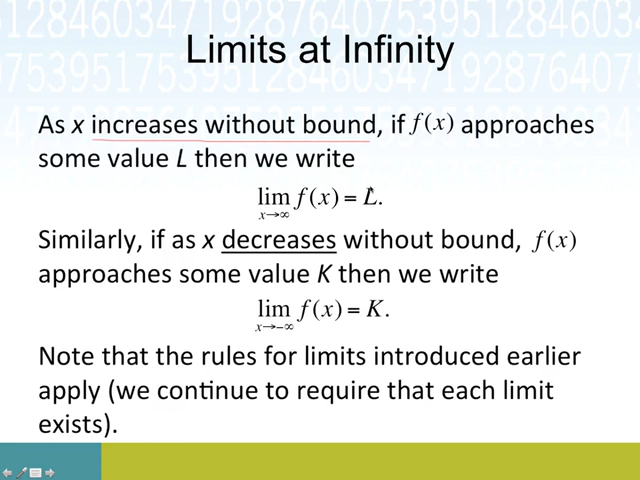 Limits at Infinity
As x increases without bound, if f(x) approaches
some value L then we write
lim f(x) = L.
x→∞
Similarly, if as x decreases without bound, f(x)
approaches some value K then we write
lim f(x) = K.
x→−∞
Note that the rules for limits introduced earlier
apply (we continue to require that each limit
exists).